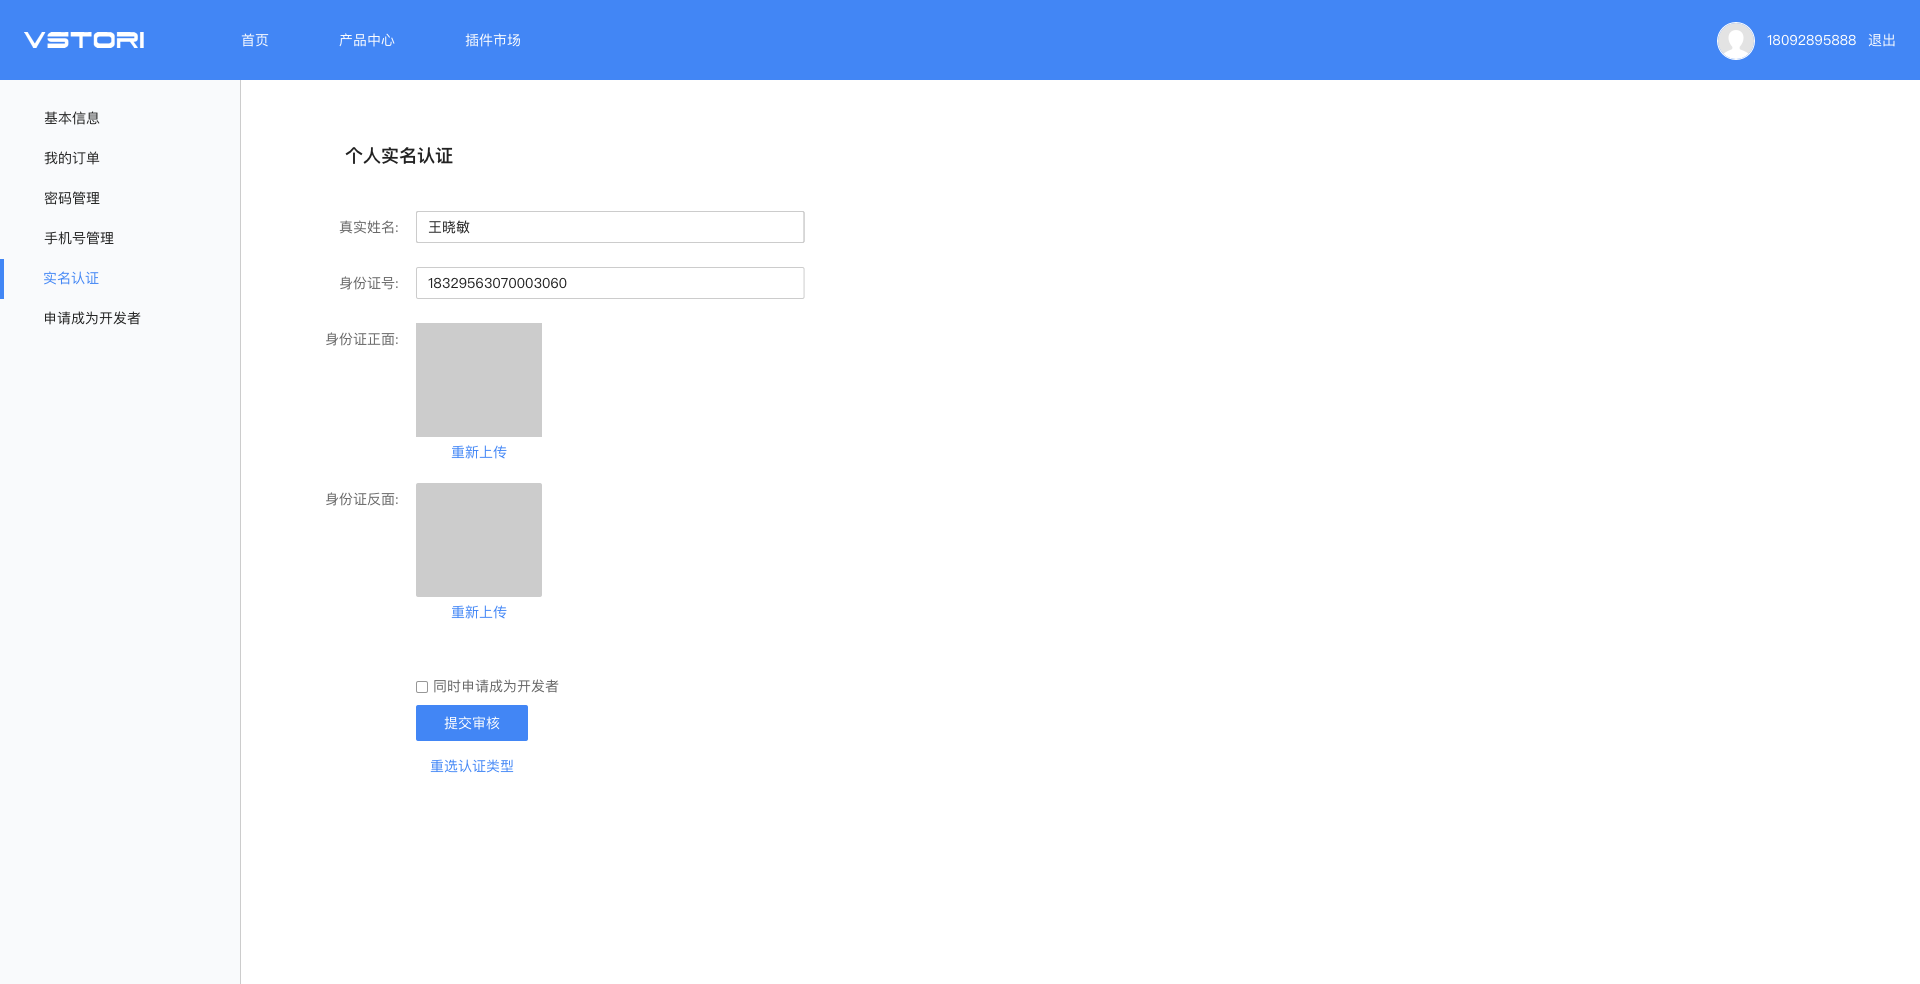 VSTORI 首页 产品中心 插件市场 18092895888 退出
基本信息
我的订单
密码管理
手机号管理
实名认证
申请成为开发者
个人实名认证
真实姓名: 王晓敏
身份证号: 18329563070003060
身份证正面:
重新上传
身份证反面:
重新上传
同时申请成为开发者
提交审核
重选认证类型